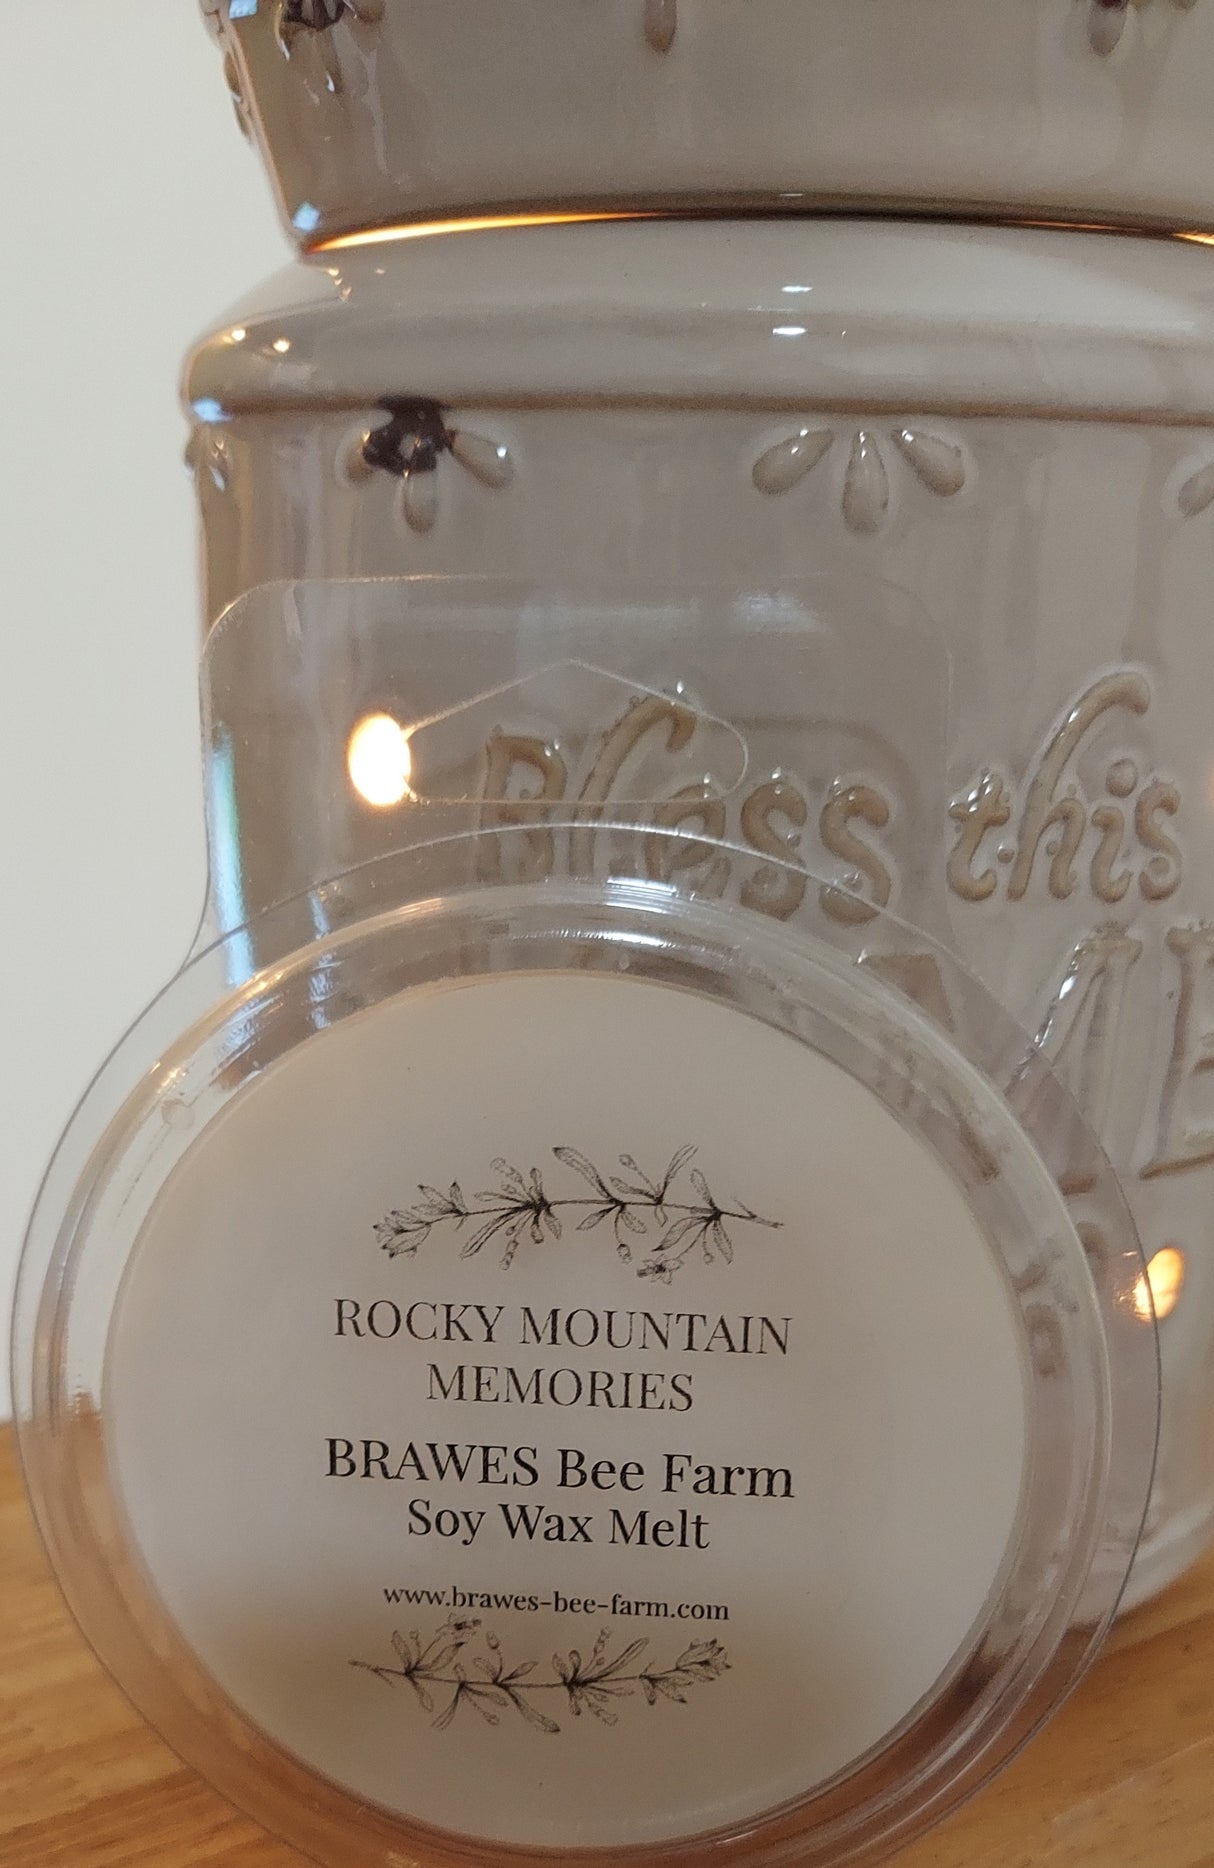 Bless this
ROCKY MOUNTAIN
MEMORIES
BRAWES Bee Farm
Soy Wax Melt
www.brawes-bee-farm.com